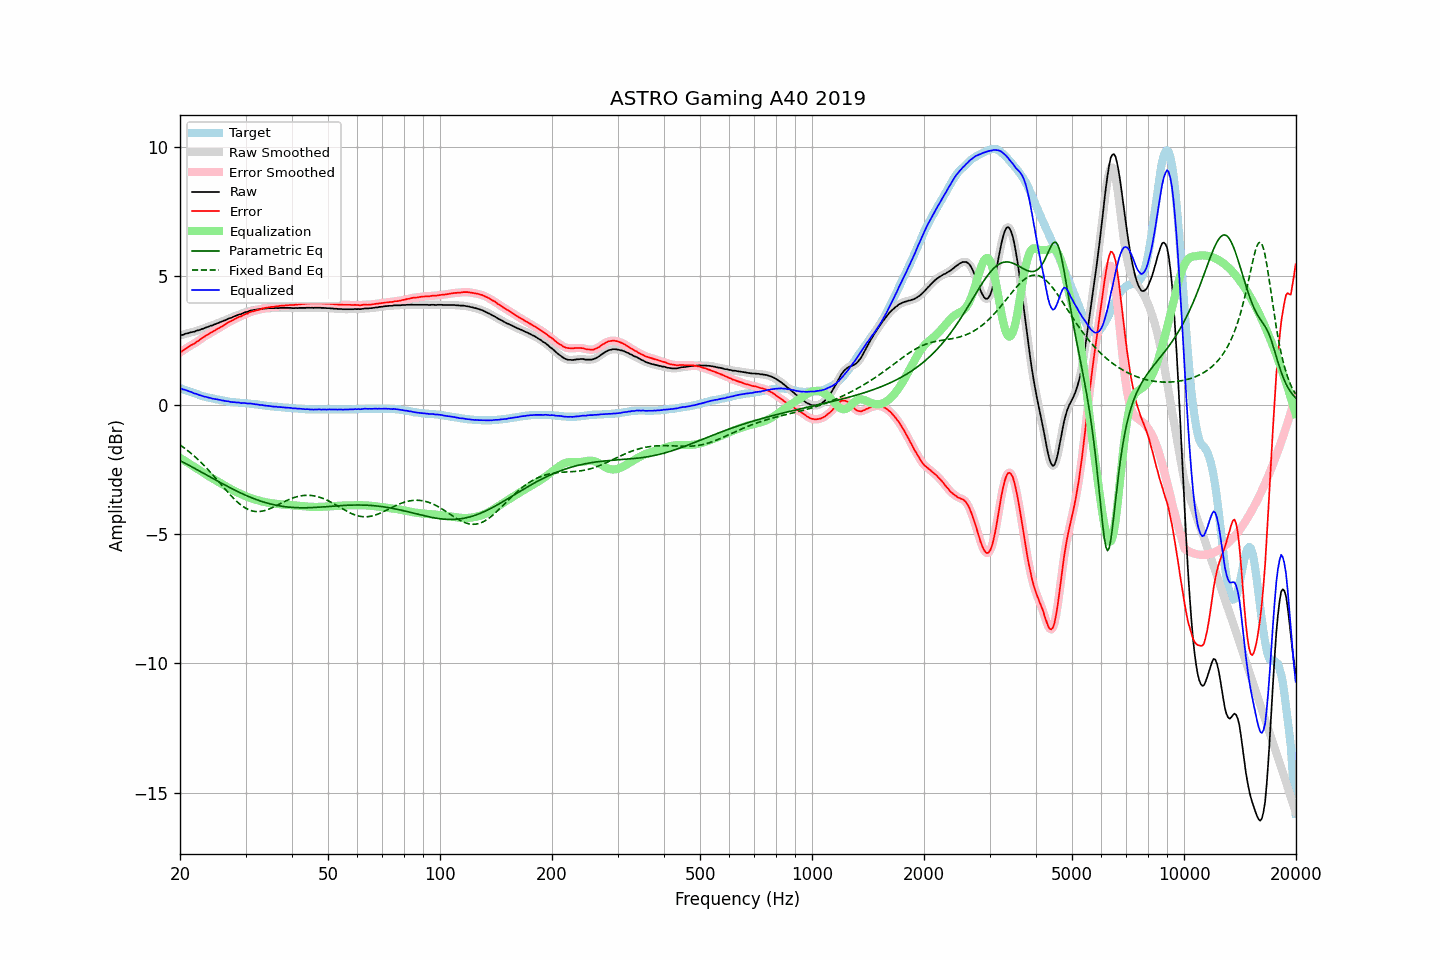 ASTRO Gaming A40 2019
Target
Raw Smoothed
Error Smoothed
Raw
Error
Equalization
Parametric Eq
Fixed Band Eq
Equalized
10
5
0
−5
−10
−15
Amplitude (dBr)
20 50 100 200 500 1000 2000 5000 10000 20000
Frequency (Hz)